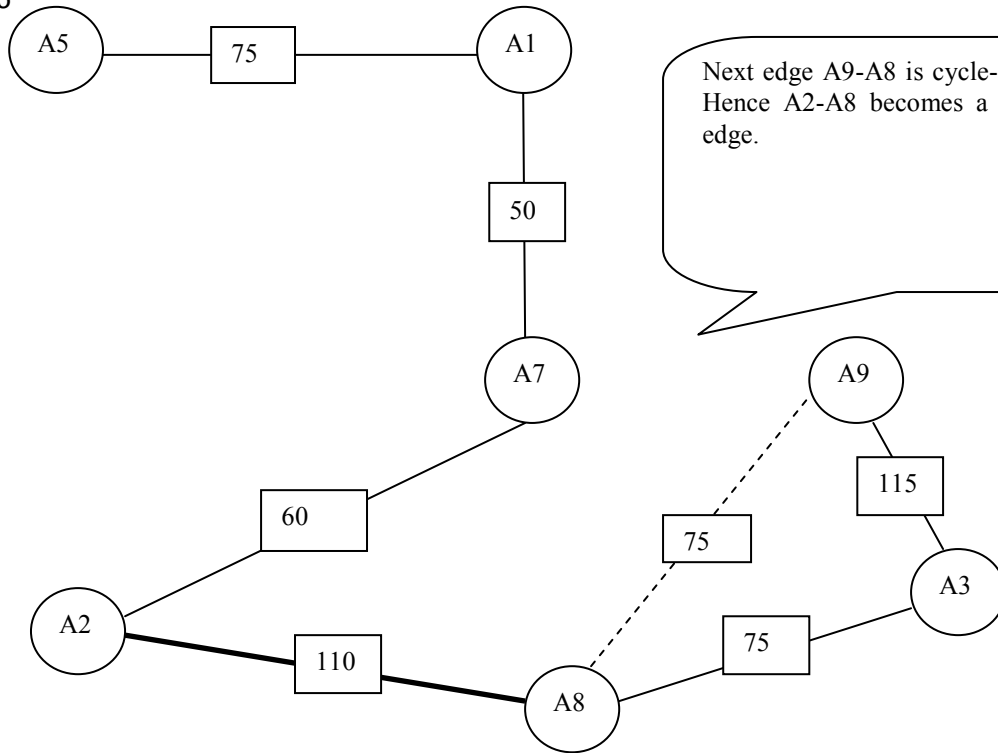 A5
75
A1
Next edge A9-A8 is cycle-
Hence A2-A8 becomes a
edge.
50
A7
A9
115
60
75
A3
A2
75
110
A8